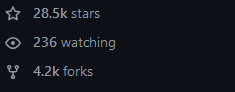 28.5k stars
236 watching
4.2k forks